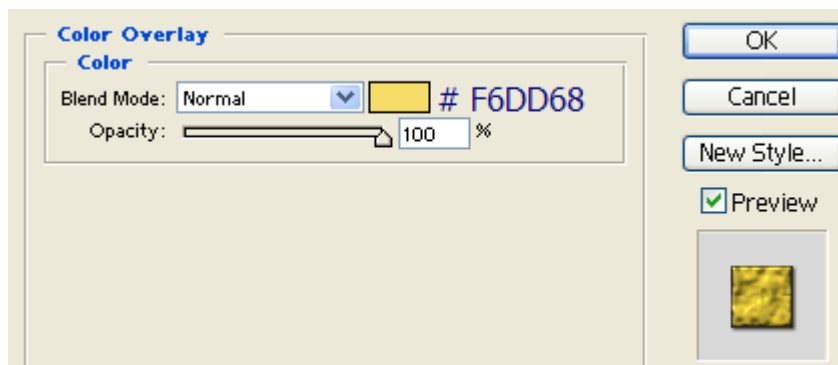 Color Overlay
Color
Blend Mode: Normal # F6DD68
Opacity: 100 %
OK
Cancel
New Style...
Preview